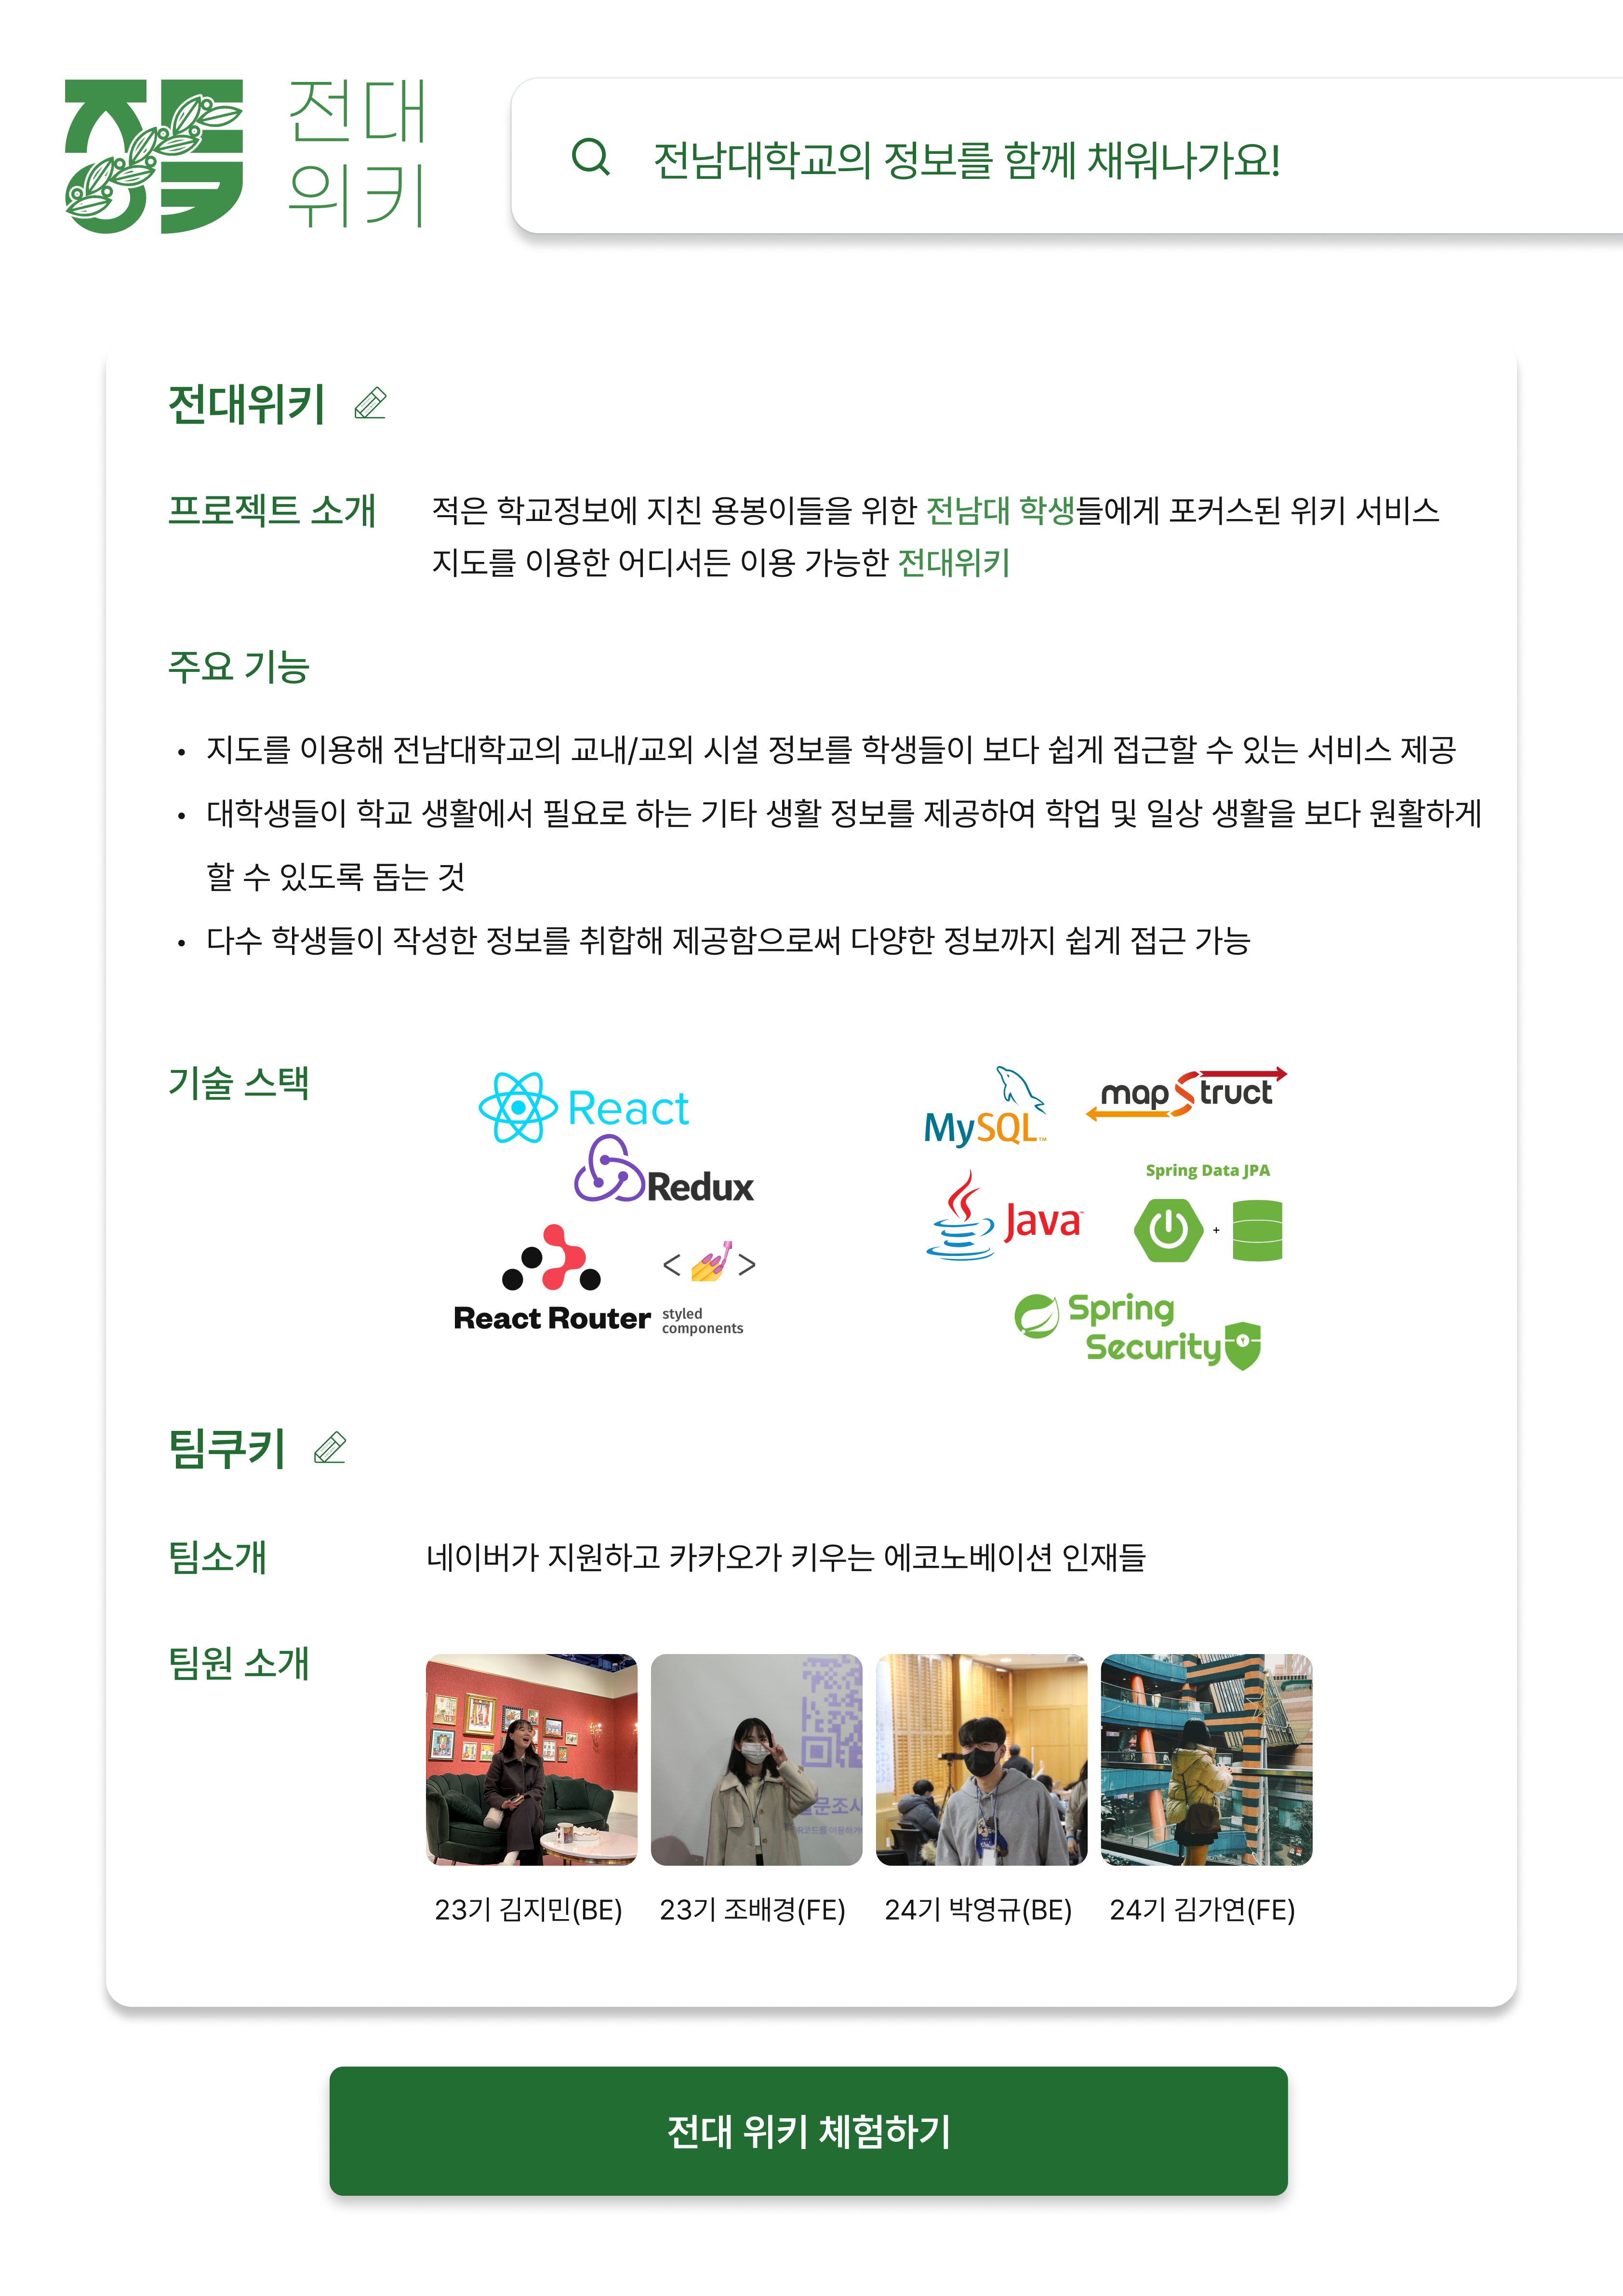 전대
위키
전남대학교의 정보를 함께 채워나가요!
전대위키
프로젝트 소개
적은 학교정보에 지친 용봉이들을 위한 전남대 학생들에게 포커스된 위키 서비스
지도를 이용한 어디서든 이용 가능한 전대위키
주요 기능
• 지도를 이용해 전남대학교의 교내/교외 시설 정보를 학생들이 보다 쉽게 접근할 수 있는 서비스 제공
• 대학생들이 학교 생활에서 필요로 하는 기타 생활 정보를 제공하여 학업 및 일상 생활을 보다 원활하게
할 수 있도록 돕는 것
• 다수 학생들이 작성한 정보를 취합해 제공함으로써 다양한 정보까지 쉽게 접근 가능
기술 스택
React
Redux
React Router
< >
styled
components
MySQL™
mapStruct
Java™
Spring Data JPA
+
Spring
Security
팀쿠키
팀소개
네이버가 지원하고 카카오가 키우는 에코노베이션 인재들
팀원 소개
문조사
코드를 이용하
23기 김지민(BE)
23기 조배경(FE)
24기 박영규(BE)
24기 김가연(FE)
전대 위키 체험하기